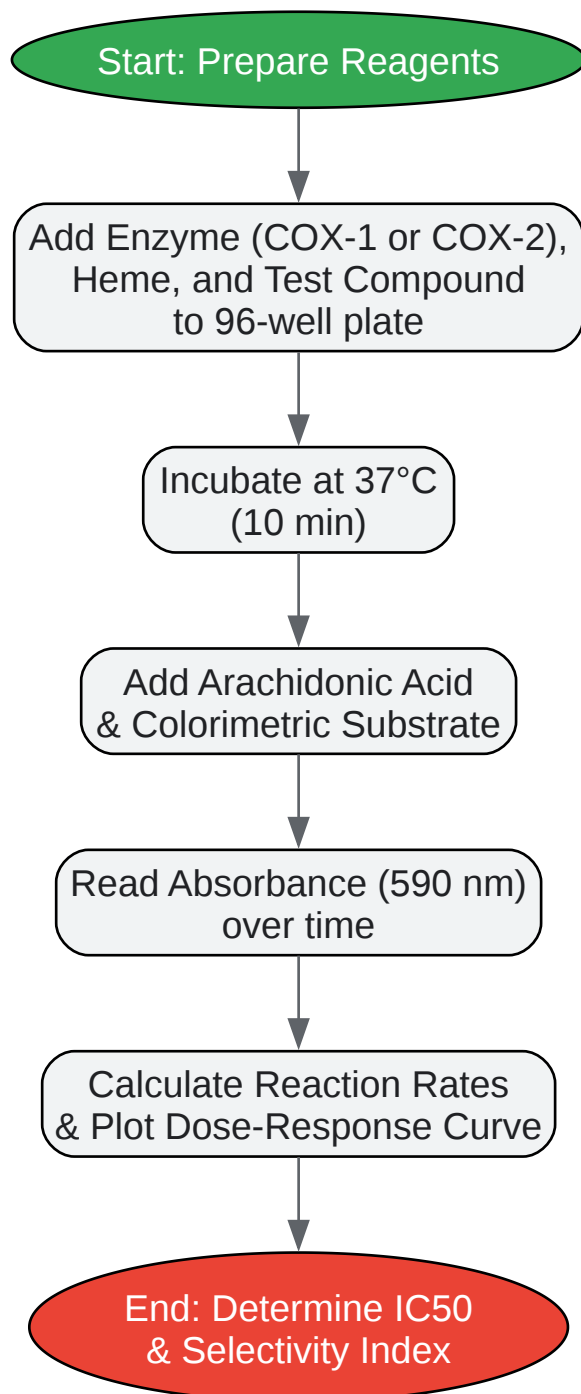 Start: Prepare Reagents
Add Enzyme (COX-1 or COX-2),
Heme, and Test Compound
to 96-well plate
Incubate at 37°C
(10 min)
Add Arachidonic Acid
& Colorimetric Substrate
Read Absorbance (590 nm)
over time
Calculate Reaction Rates
& Plot Dose-Response Curve
End: Determine IC50
& Selectivity Index